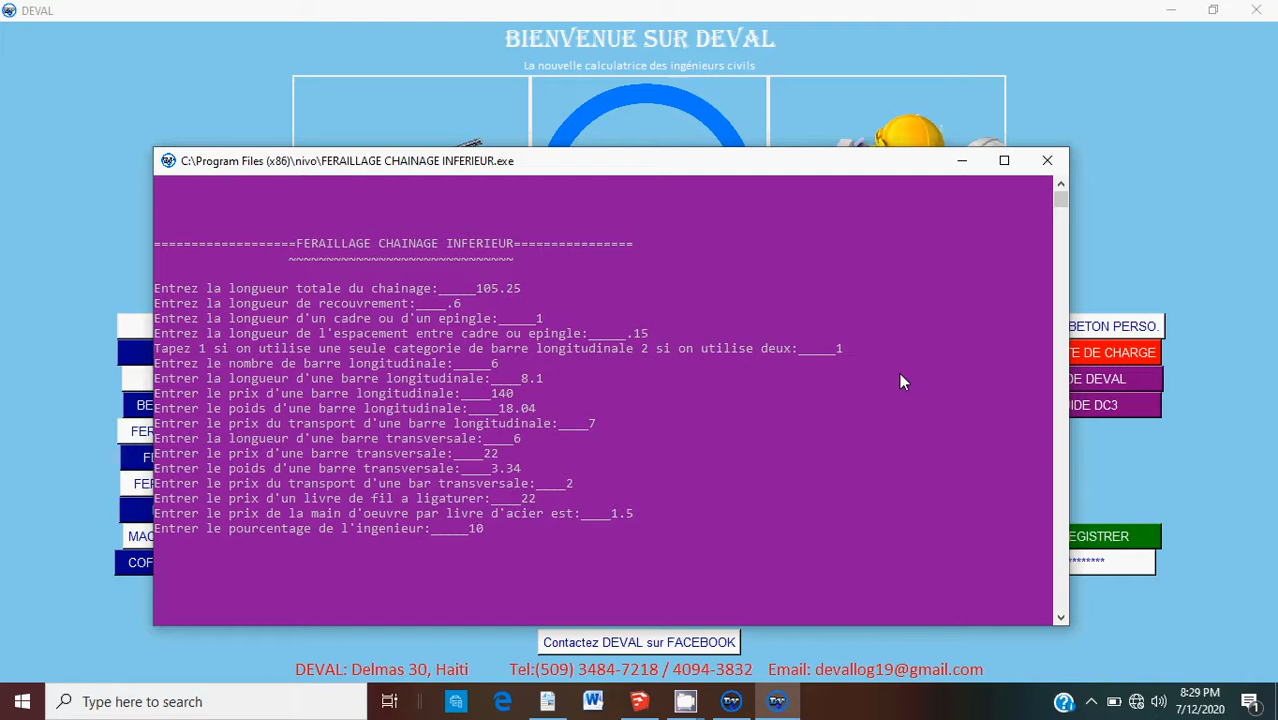 DEVAL
BIENVENUE SUR DEVAL
La nouvelle calculatrice des ingénieurs civils
C:\Program Files (x86)\nivo\FERAILLAGE CHAINAGE INFERIEUR.exe
===================FERAILLAGE CHAINAGE INFERIEUR================
~~~~~~~~~~~~~~~~~~~~~~~~~~~~~~
Entrez la longueur totale du chainage:_____105.25
Entrez la longueur de recouvrement:____.6
Entrez la longueur d'un cadre ou d'un epingle:_____1
Entrez la longueur de l'espacement entre cadre ou epingle:_____.15
Tapez 1 si on utilise une seule categorie de barre longitudinale 2 si on utilise deux:_____1
Entrez le nombre de barre longitudinale:_____6
Entrer la longueur d'une barre longitudinale:____8.1
Entrer le prix d'une barre longitudinale:____140
Entrer le poids d'une barre longitudinale:____18.04
Entrer le prix du transport d'une barre longitudinale:____7
Entrer la longueur d'une barre transversale:____6
Entrer le prix d'une barre transversale:____22
Entrer le poids d'une barre transversale:____3.34
Entrer le prix du transport d'une bar transversale:____2
Entrer le prix d'un livre de fil a ligaturer:____22
Entrer le prix de la main d'oeuvre par livre d'acier est:____1.5
Entrer le pourcentage de l'ingenieur:_____10
BE
FER
FE
FE
MAC
COF
BETON PERSO.
TE DE CHARGE
DE DEVAL
IDE DC3
EGISTRER
********
Contactez DEVAL sur FACEBOOK
DEVAL: Delmas 30, Haiti Tel:(509) 3484-7218 / 4094-3832 Email: devallog19@gmail.com
Type here to search
8:29 PM
7/12/2020